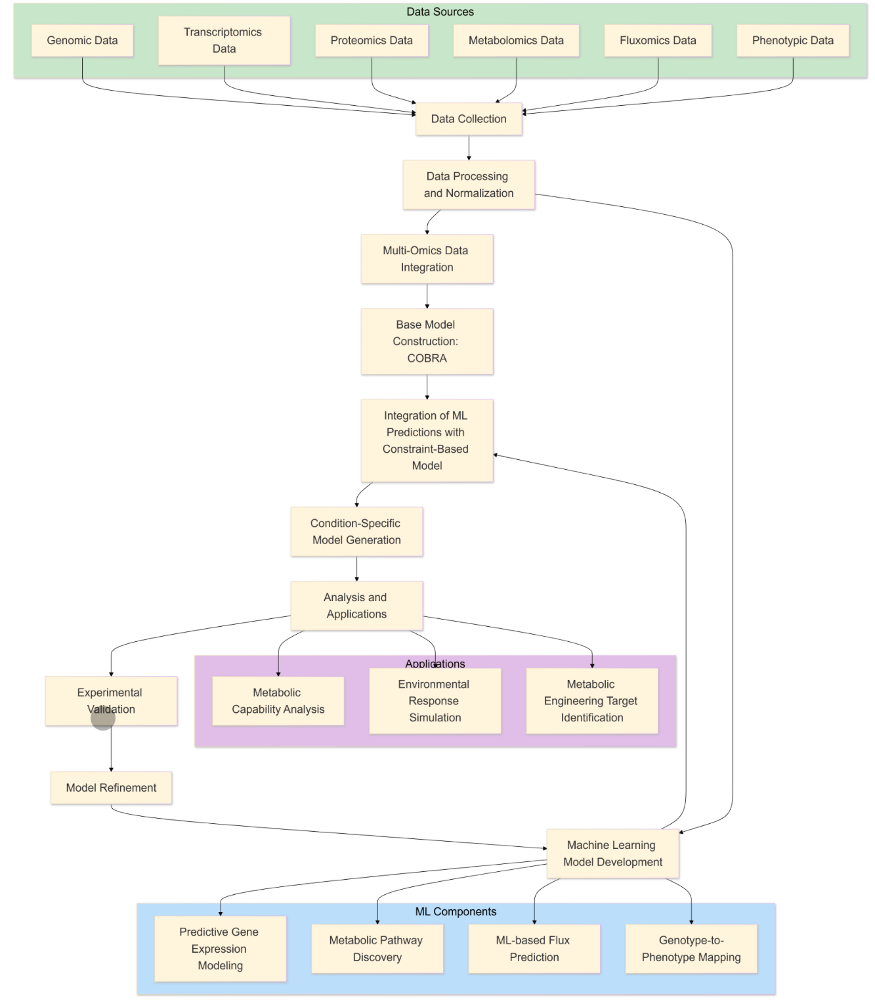 Data Sources
Genomic Data
Transcriptomics
Data
Proteomics Data
Metabolomics Data
Fluxomics Data
Phenotypic Data
Data Collection
Data Processing
and Normalization
Multi-Omics Data
Integration
Base Model
Construction:
COBRA
Integration of ML
Predictions with
Constraint-Based
Model
Condition-Specific
Model Generation
Analysis and
Applications
Experimental
Validation
Applications
Metabolic
Capability Analysis
Environmental
Response
Simulation
Metabolic
Engineering Target
Identification
Model Refinement
Machine Learning
Model Development
ML Components
Predictive Gene
Expression
Modeling
Metabolic Pathway
Discovery
ML-based Flux
Prediction
Genotype-to-
Phenotype Mapping